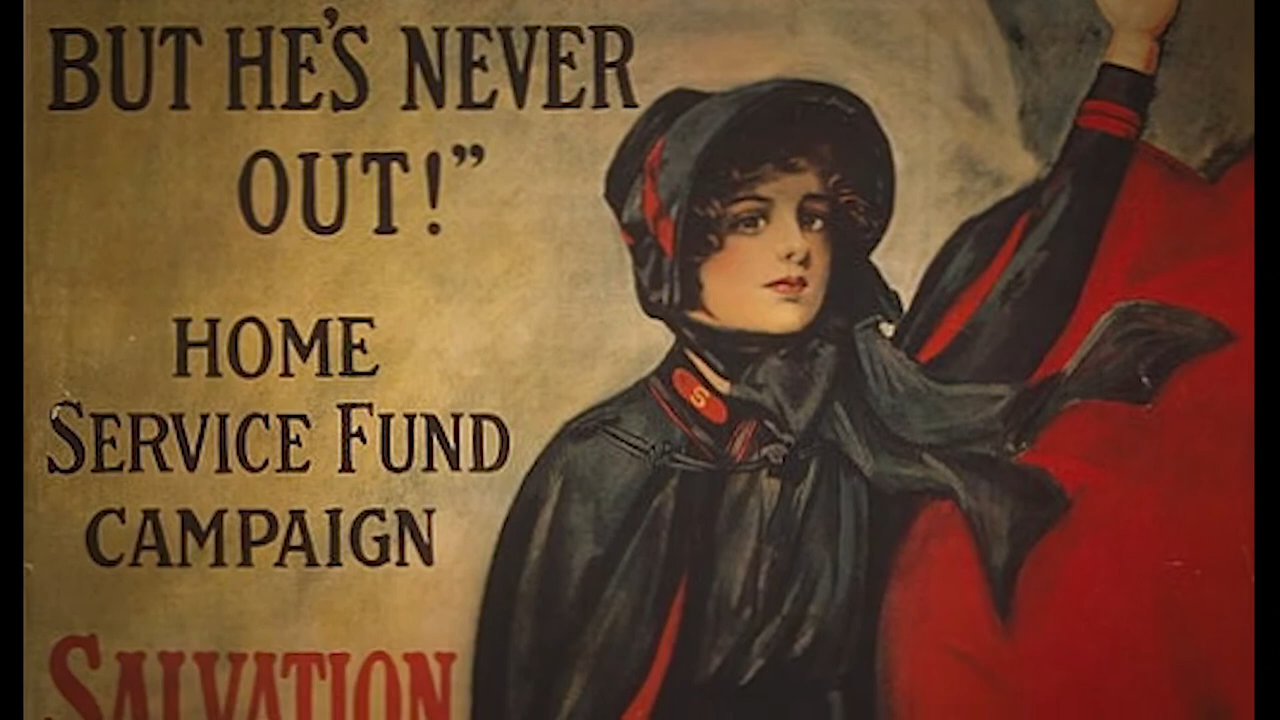 BUT HE'S NEVER
OUT!”
HOME
SERVICE FUND
CAMPAIGN
SALVATION
S